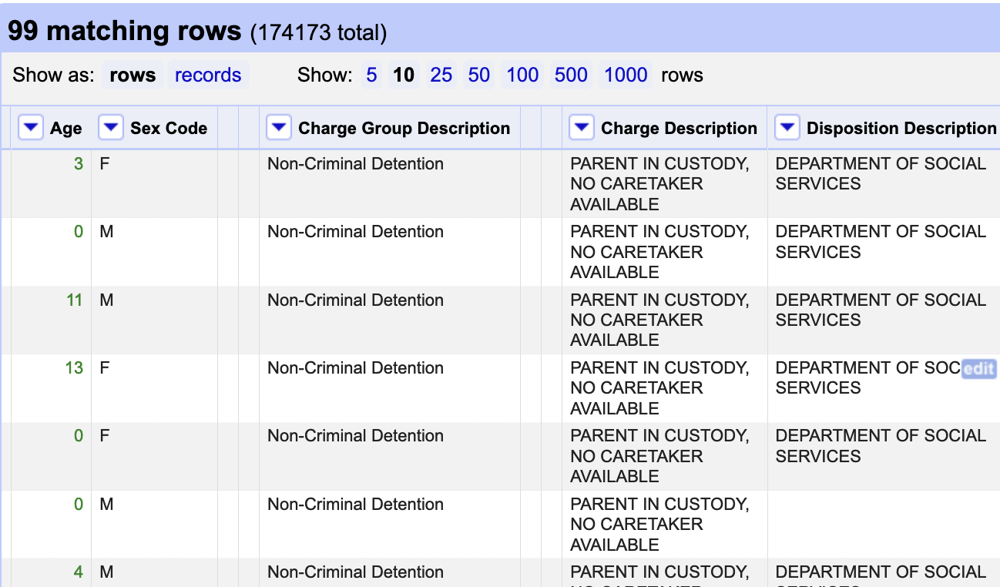 99 matching rows (174173 total)
Show as: rows records Show: 5 10 25 50 100 500 1000 rows
Age Sex Code Charge Group Description Charge Description Disposition Description
3 F Non-Criminal Detention PARENT IN CUSTODY, DEPARTMENT OF SOCIAL
NO CARETAKER SERVICES
AVAILABLE
0 M Non-Criminal Detention PARENT IN CUSTODY, DEPARTMENT OF SOCIAL
NO CARETAKER SERVICES
AVAILABLE
11 M Non-Criminal Detention PARENT IN CUSTODY, DEPARTMENT OF SOCIAL
NO CARETAKER SERVICES
AVAILABLE
13 F Non-Criminal Detention PARENT IN CUSTODY, DEPARTMENT OF SOC edit
NO CARETAKER SERVICES
AVAILABLE
0 F Non-Criminal Detention PARENT IN CUSTODY, DEPARTMENT OF SOCIAL
NO CARETAKER SERVICES
AVAILABLE
0 M Non-Criminal Detention PARENT IN CUSTODY,
NO CARETAKER
AVAILABLE
4 M Non-Criminal Detention PARENT IN CUSTODY, DEPARTMENT OF SOCIAL